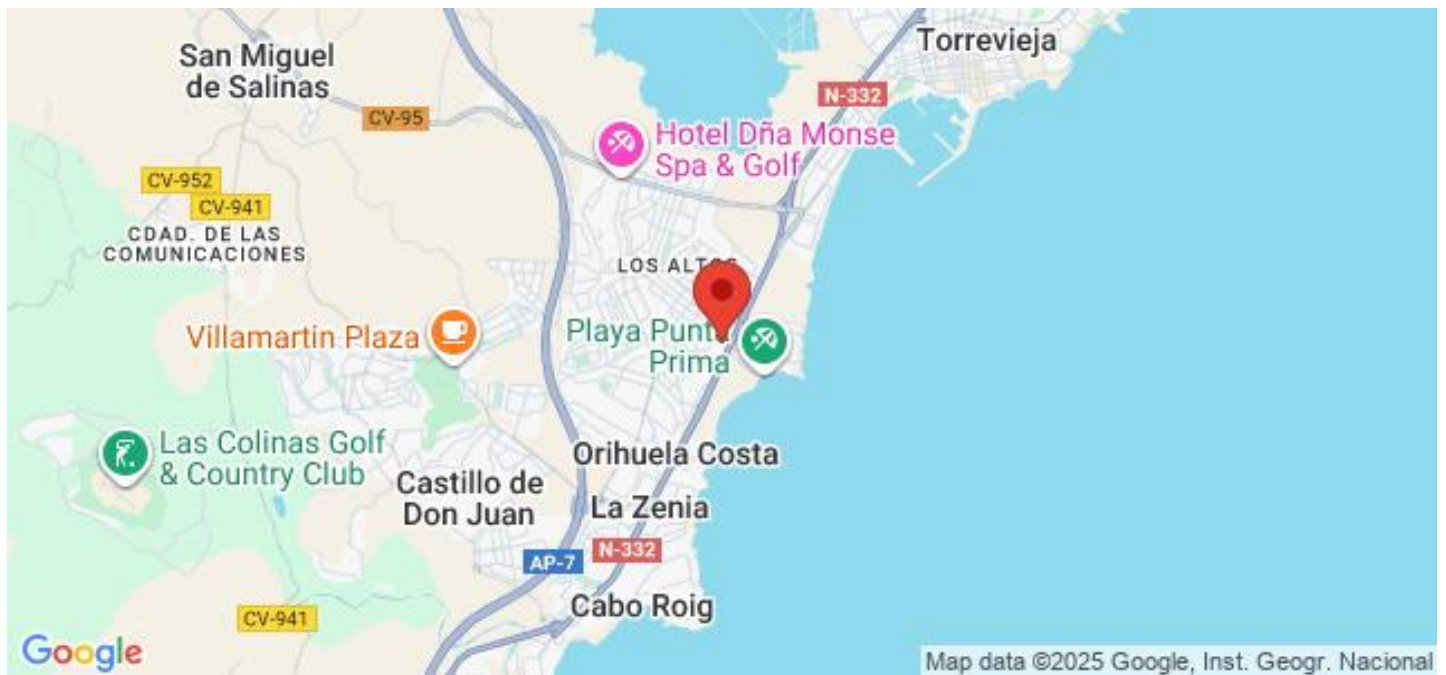 San Miguel
de Salinas
Torrevieja
N-332
CV-95
Hotel Dña Monse
Spa & Golf
CV-952
CV-941
CDAD. DE LAS
COMUNICACIONES
LOS ALTOS
Villamartin Plaza
Playa Punta
Prima
Las Colinas Golf
& Country Club
Orihuela Costa
Castillo de
Don Juan
La Zenia
AP-7
N-332
Cabo Roig
CV-941
Google
Map data ©2025 Google, Inst. Geogr. Nacional